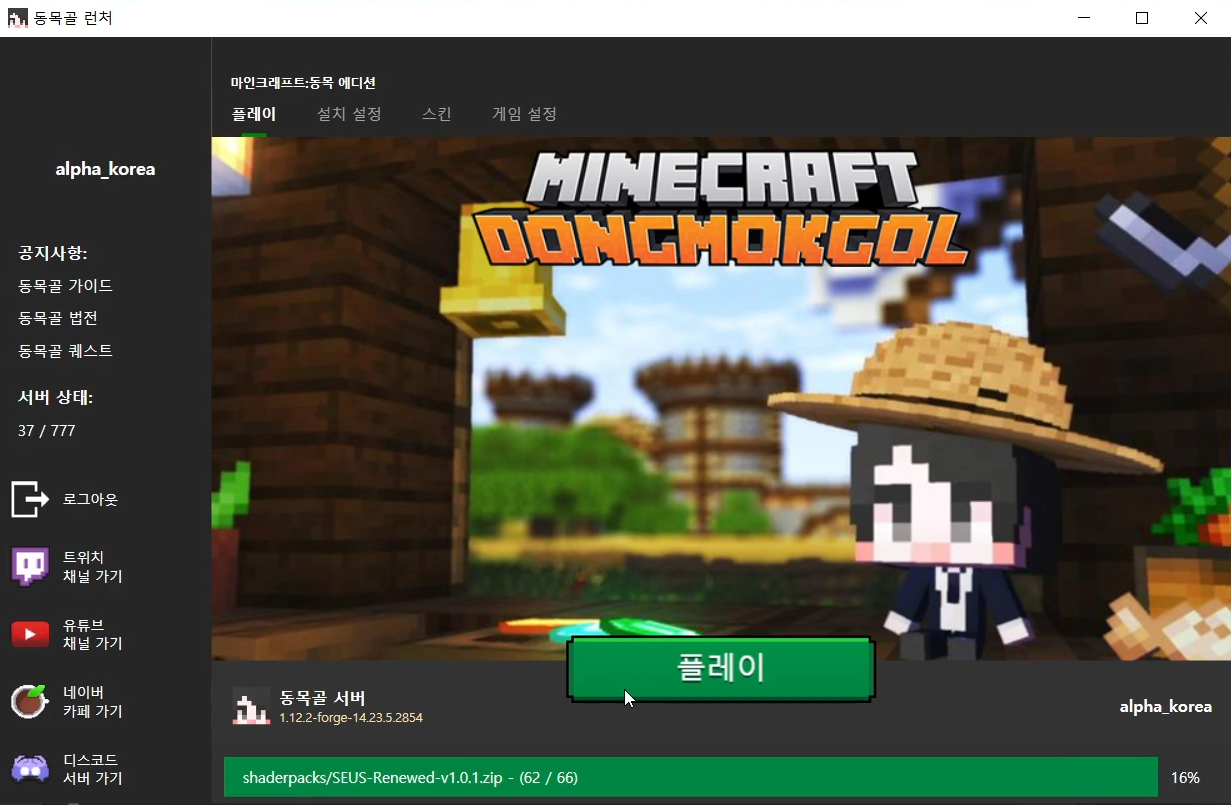 동목골 런처
마인크래프트:동목 에디션
플레이 설치 설정 스킨 게임 설정
alpha_korea
공지사항:
동목골 가이드
동목골 법전
동목골 퀘스트
서버 상태:
37 / 777
로그아웃
트위치
채널 가기
유튜브
채널 가기
네이버
카페 가기
디스코드
서버 가기
MINECRAFT
DONGMOKGOL
플레이
동목골 서버
1.12.2-forge-14.23.5.2854
alpha_korea
shaderpacks/SEUS-Renewed-v1.0.1.zip - (62 / 66)
16%